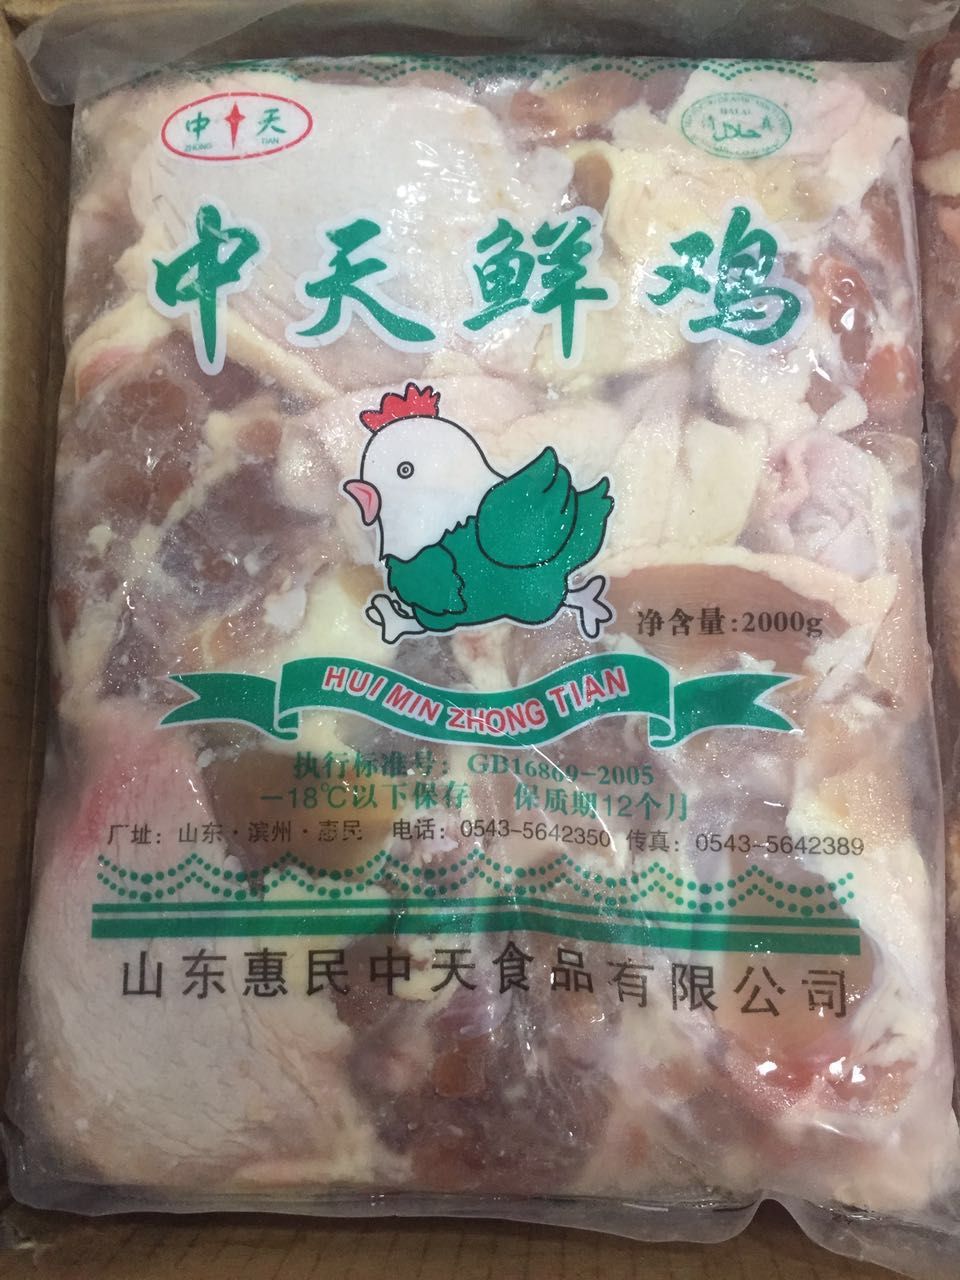 中天
ZHONG TIAN
HALAL
حلال
中天鲜鸡
净含量:2000g
HUI MIN ZHONG TIAN
执行标准号：GB16869-2005
-18℃以下保存 保质期12个月
厂址：山东·滨州·惠民 电话：0543-5642350 传真：0543-5642389
山东惠民中天食品有限公司